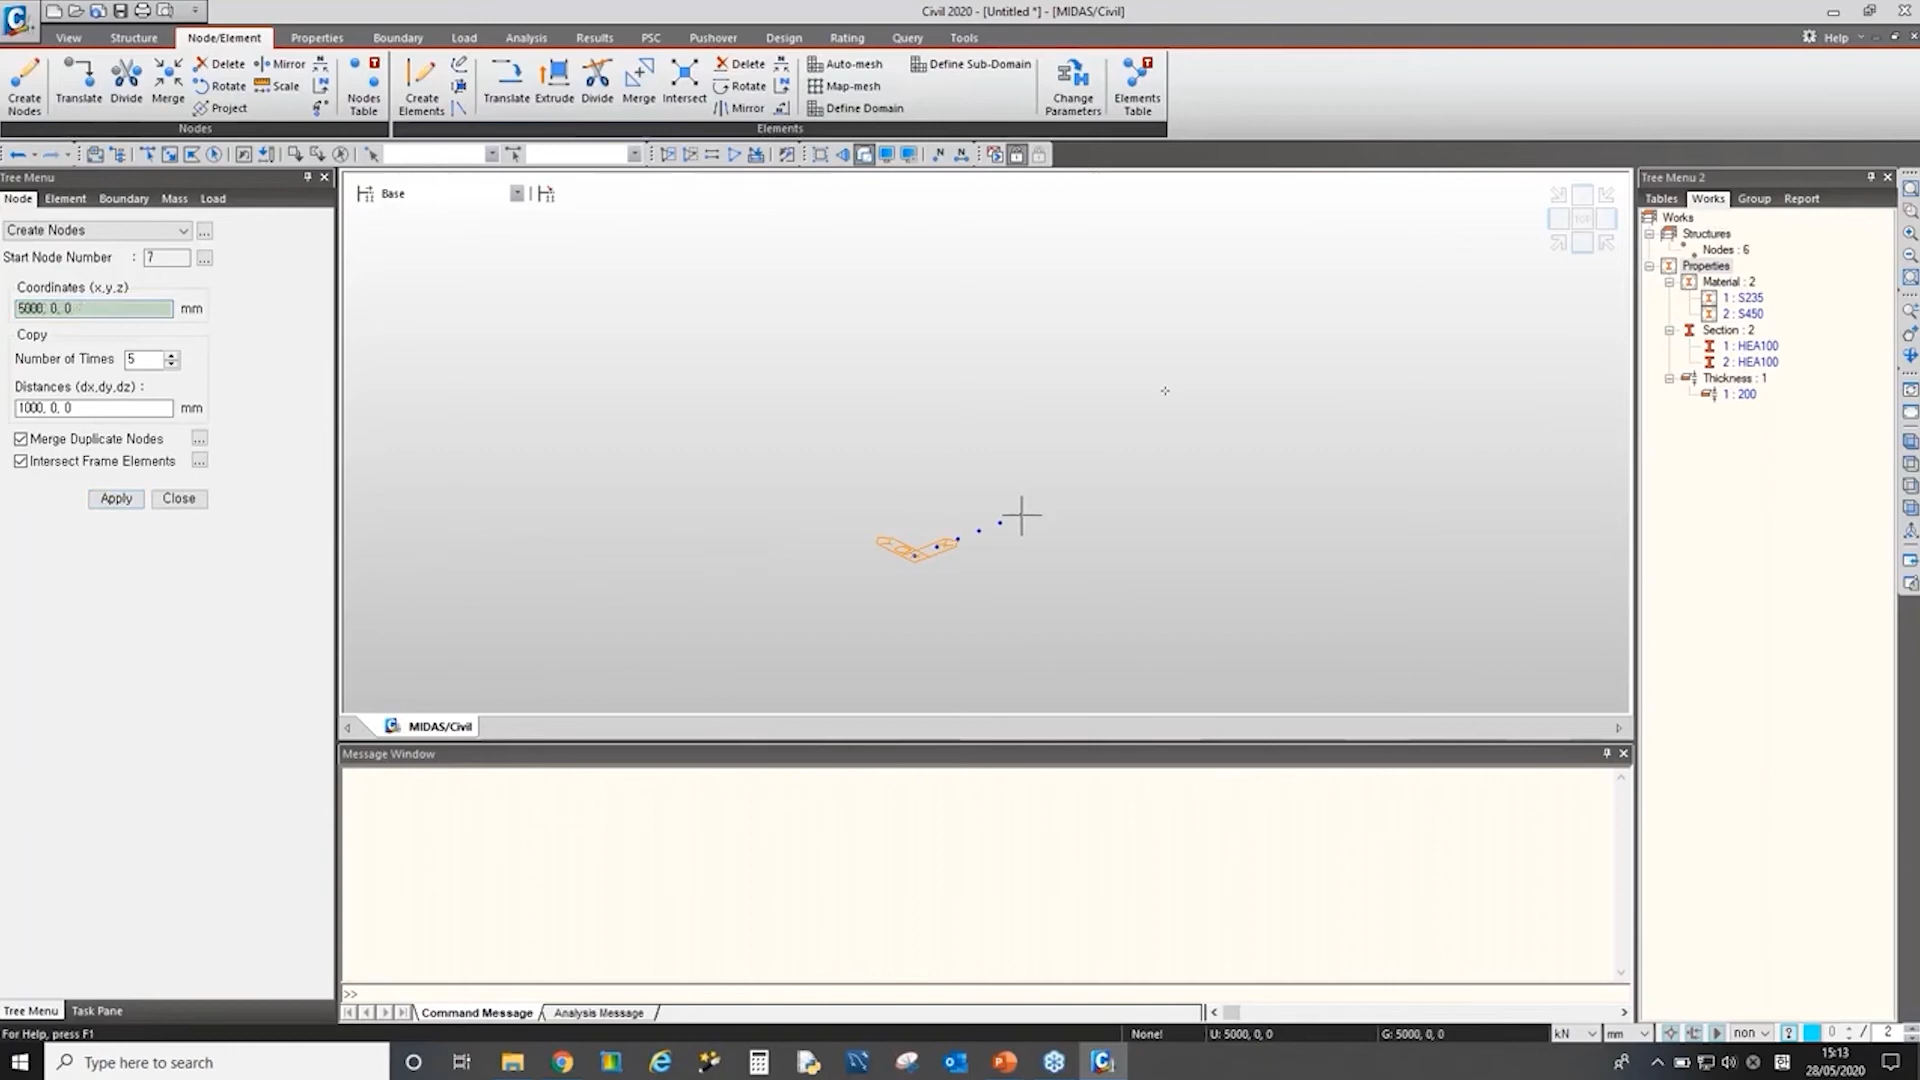 Civil 2020 - [Untitled *] - [MIDAS/Civil]
View Structure Node/Element Properties Boundary Load Analysis Results PSC Pushover Design Rating Query Tools Help
Create Nodes
Translate
Divide
Merge
Delete
Rotate
Project
Mirror
Scale
Nodes Table
Nodes
Create Elements
Translate
Extrude
Divide
Merge
Intersect
Delete
Rotate
Mirror
Auto-mesh
Map-mesh
Define Domain
Define Sub-Domain
Change Parameters
Elements Table
Elements
Tree Menu
Node Element Boundary Mass Load
Create Nodes
...
Start Node Number : 7
...
Coordinates (x,y,z)
5000, 0, 0 mm
Copy
Number of Times 5
Distances (dx,dy,dz) :
1000, 0, 0 mm
Merge Duplicate Nodes ...
Intersect Frame Elements ...
Apply Close
Tree Menu Task Pane
Base
TOP
MIDAS/Civil
Message Window
>>
Command Message Analysis Message
Tree Menu 2
Tables Works Group Report
Works
Structures
Nodes : 6
Properties
Material : 2
1 : S235
2 : S450
Section : 2
1 : HEA100
2 : HEA100
Thickness : 1
1 : 200
For Help, press F1
None!
U: 5000, 0, 0
G: 5000, 0, 0
kN
mm
non
0 / 2
Type here to search
15:13
28/05/2020